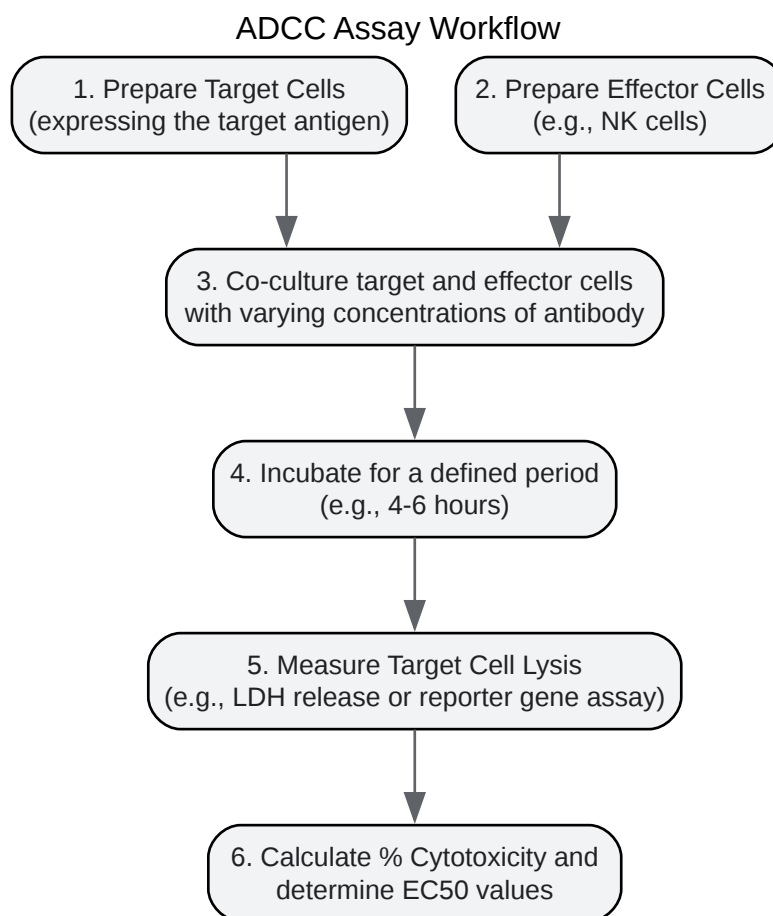 ADCC Assay Workflow
1. Prepare Target Cells
(expressing the target antigen)
2. Prepare Effector Cells
(e.g., NK cells)
3. Co-culture target and effector cells
with varying concentrations of antibody
4. Incubate for a defined period
(e.g., 4-6 hours)
5. Measure Target Cell Lysis
(e.g., LDH release or reporter gene assay)
6. Calculate % Cytotoxicity and
determine EC50 values